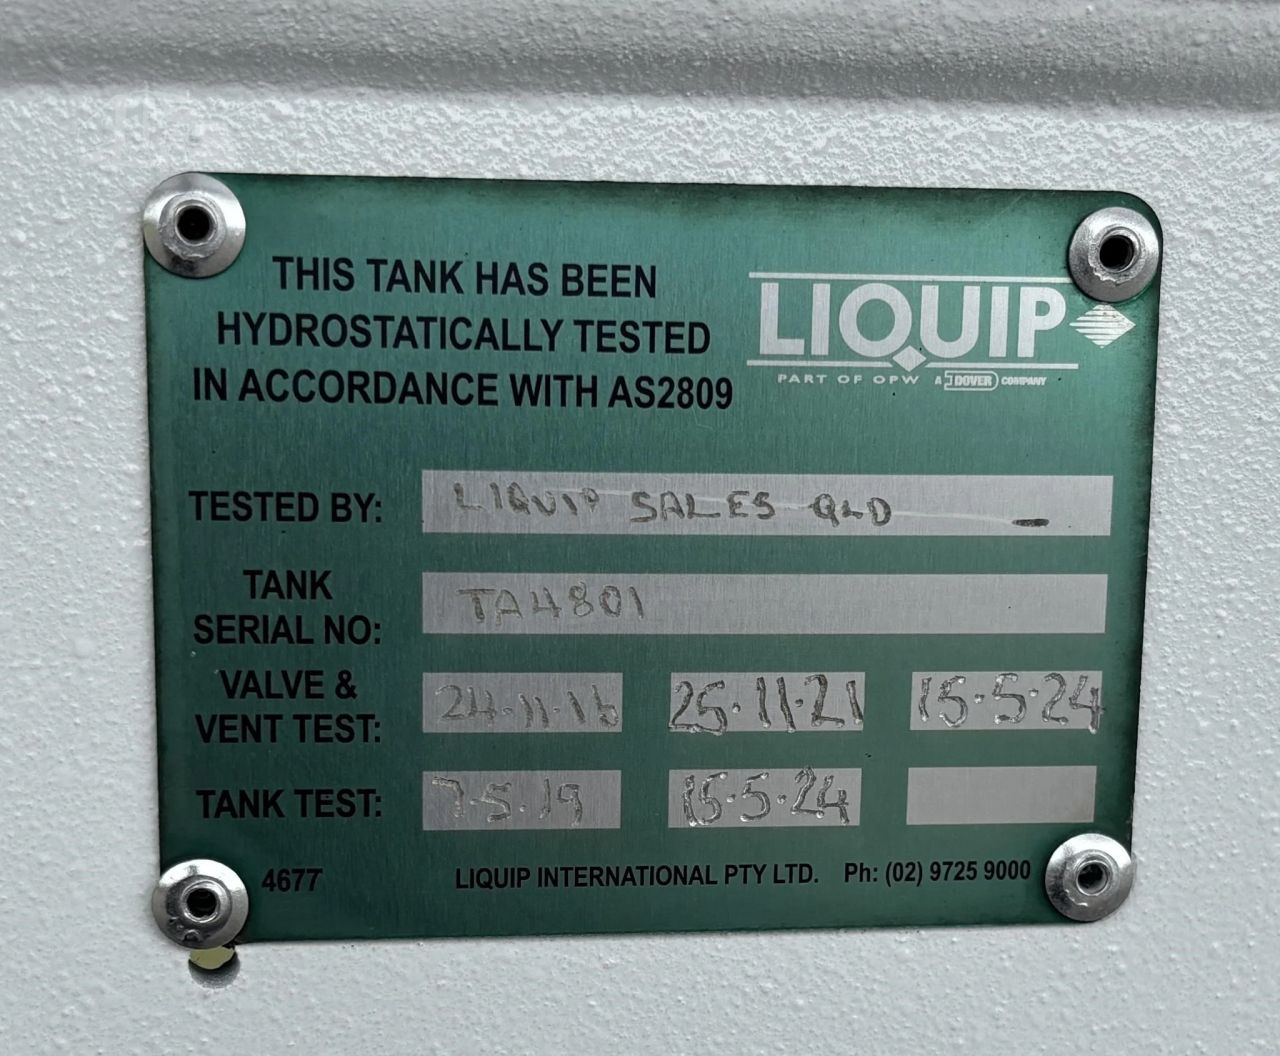 THIS TANK HAS BEEN
HYDROSTATICALLY TESTED
IN ACCORDANCE WITH AS2809
LIQUIP
PART OF OPW A DOVER COMPANY
TESTED BY: LIQUIP SALES QLD
TANK
SERIAL NO: TA4801
VALVE &
VENT TEST: 24·11·16 25·11·21 15·5·24
TANK TEST: 7·5·19 15·5·24
4677 LIQUIP INTERNATIONAL PTY LTD. Ph: (02) 9725 9000